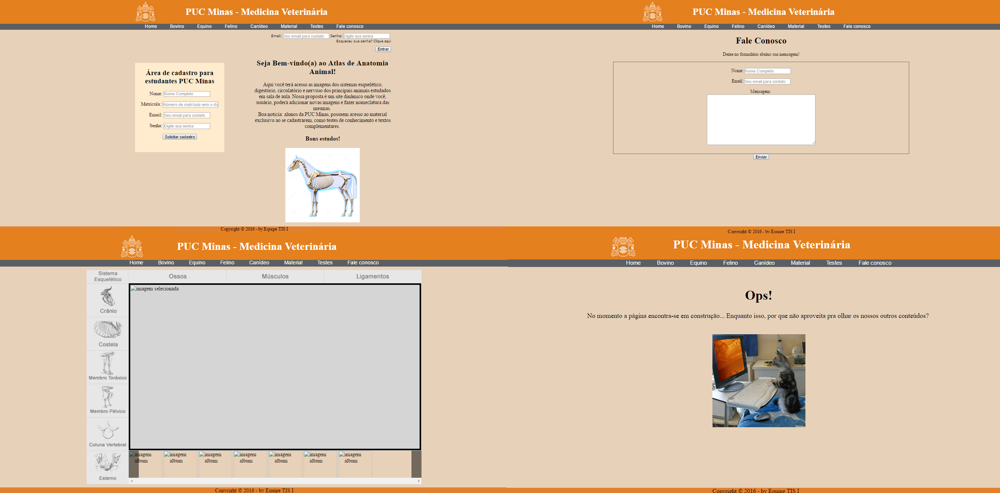 PUC Minas - Medicina Veterinária
Home Bovino Equino Felino Canídeo Material Testes Fale conosco
Email: Seu email para contato Senha: Digite sua senha
Esqueceu sua senha? Clique aqui
Entrar
Área de cadastro para
estudantes PUC Minas
Nome: Nome Completo
Matrícula: Número de matrícula sem o díg
Email: Seu email para contato
Senha: Digite sua senha
Solicitar cadastro
Seja Bem-vindo(a) ao Atlas de Anatomia
Animal!
Aqui você terá acesso as imagens dos sistemas esquelético,
digestório, circulatório e nervoso dos principais animais estudados
em sala de aula. Nossa proposta é um site dinâmico onde você,
usuário, poderá adicionar novas imagens e fazer nomeclatura das
mesmas.
Boa notícia: alunos da PUC Minas, possuem acesso ao material
exclusivo ao se cadastrarem, como testes de conhecimento e textos
complementares.
Bons estudos!
Copyright © 2016 - by Equipe TIS I
PUC Minas - Medicina Veterinária
Home Bovino Equino Felino Canídeo Material Testes Fale conosco
Fale Conosco
Deixe no formulário abaixo sua mensagem!
Nome: Nome Completo
Email: Seu email para contato
Mensagem:
Enviar
Copyright © 2016 - by Equipe TIS I
PUC Minas - Medicina Veterinária
Home Bovino Equino Felino Canídeo Material Testes Fale conosco
Sistema
Esquelético
Ossos Músculos Ligamentos
imagem selecionada
Crânio
Costela
Membro Toráxico
Membro Pélvico
Coluna Vertebral
Esterno
imagem imagem imagem imagem imagem imagem imagem
album album album album album album album
Copyright © 2016 - by Equipe TIS I
PUC Minas - Medicina Veterinária
Home Bovino Equino Felino Canídeo Material Testes Fale conosco
Ops!
No momento a página encontra-se em construção... Enquanto isso, por que não aproveita pra olhar os nossos outros conteúdos?
Copyright © 2016 - by Equipe TIS I